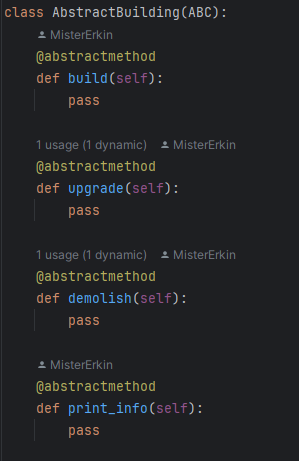 class AbstractBuilding(ABC):
MisterErkin
@abstractmethod
def build(self):
pass
1 usage (1 dynamic) MisterErkin
@abstractmethod
def upgrade(self):
pass
1 usage (1 dynamic) MisterErkin
@abstractmethod
def demolish(self):
pass
MisterErkin
@abstractmethod
def print_info(self):
pass